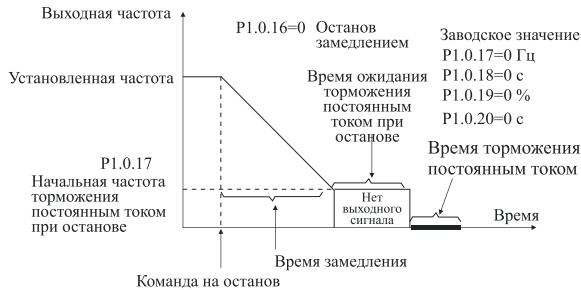 Выходная частота
P1.0.16=0
Останов
замедлением
Заводское значение
P1.0.17=0 Гц
P1.0.18=0 с
P1.0.19=0 %
P1.0.20=0 с
Установленная частота
Время ожидания
торможения
постоянным
током при
останове
Время торможения
постоянным током
P1.0.17
Начальная частота
торможения
постоянным током
при останове
Нет
выходного
сигнала
Время
Время замедления
Команда на останов